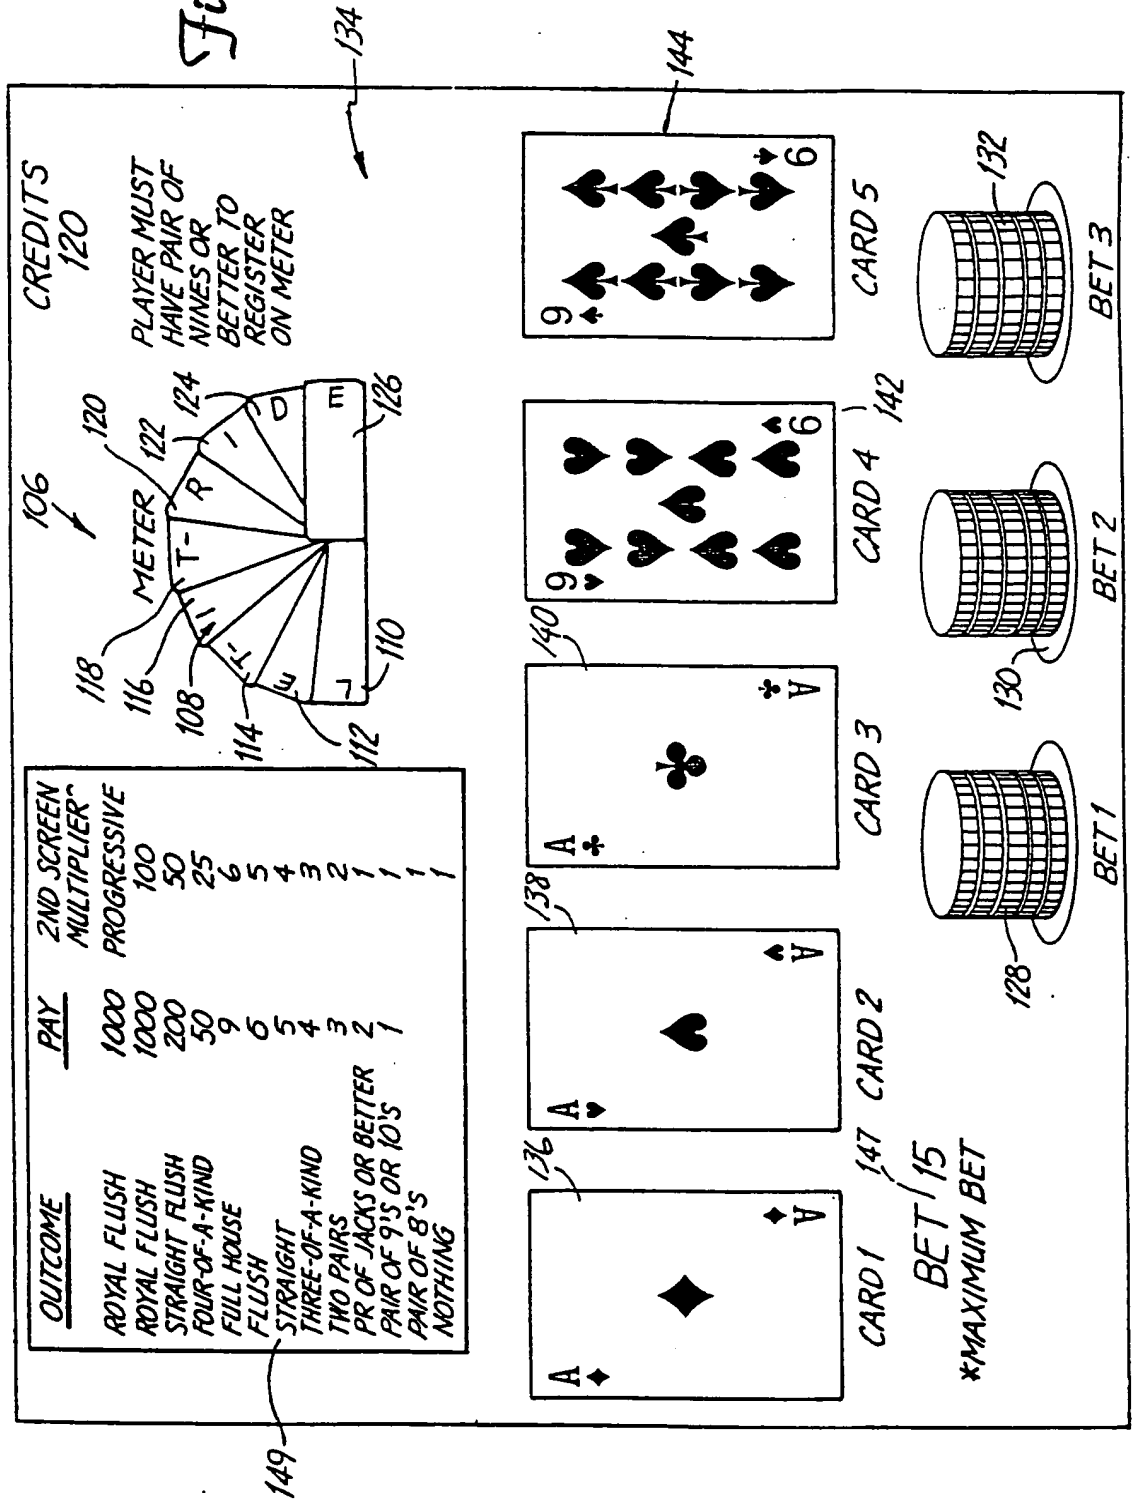 Fi
134
CREDITS
120
PLAYER MUST
HAVE PAIR OF
NINES OR
BETTER TO
REGISTER
ON METER
106
METER
118
116
108
114
112
110
120
122
124
126
L E T I T R I D E
OUTCOME PAY 2ND SCREEN
MULTIPLIER^
ROYAL FLUSH 1000 PROGRESSIVE
ROYAL FLUSH 1000 100
STRAIGHT FLUSH 200 50
FOUR-OF-A-KIND 50 25
FULL HOUSE 9 6
FLUSH 6 5
STRAIGHT 5 4
THREE-OF-A-KIND 4 3
TWO PAIRS 3 2
PR OF JACKS OR BETTER 2 1
PAIR OF 9'S OR 10'S 1 1
PAIR OF 8'S 1
NOTHING 1
149
136
138
140
142
144
A A A 9 9
A A A 9 9
CARD 1 CARD 2 CARD 3 CARD 4 CARD 5
147
BET 15
*MAXIMUM BET
128
130
132
BET 1 BET 2 BET 3